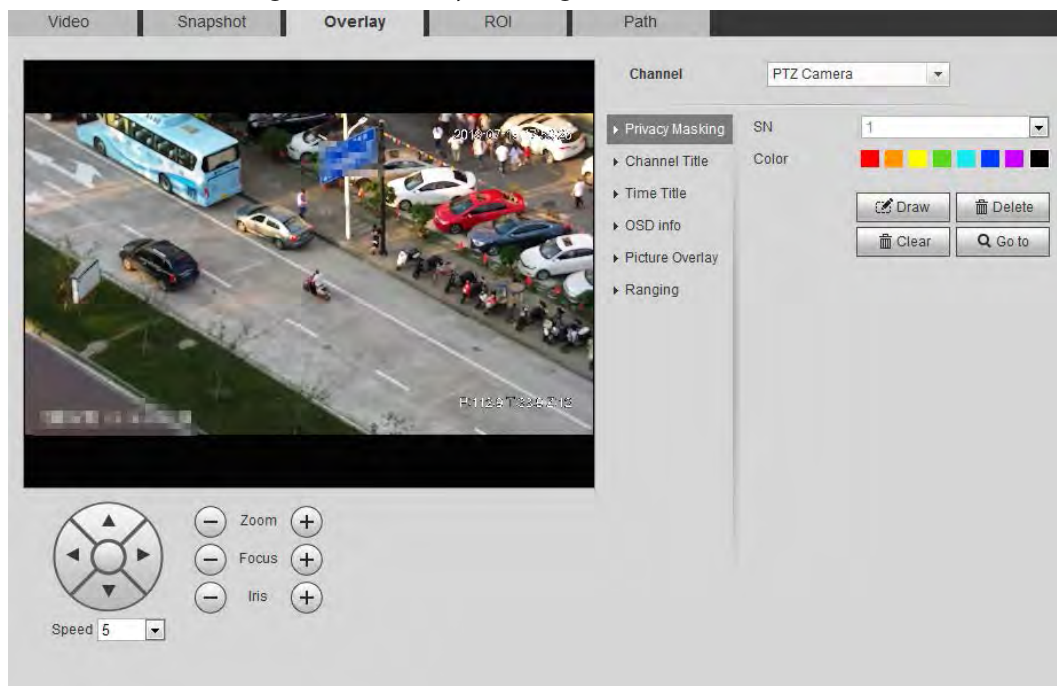 Video Snapshot Overlay ROI Path
Channel PTZ Camera
Privacy Masking
Channel Title
Time Title
OSD info
Picture Overlay
Ranging
SN 1
Color
Draw Delete
Clear Go to
Zoom
Focus
Iris
Speed 5